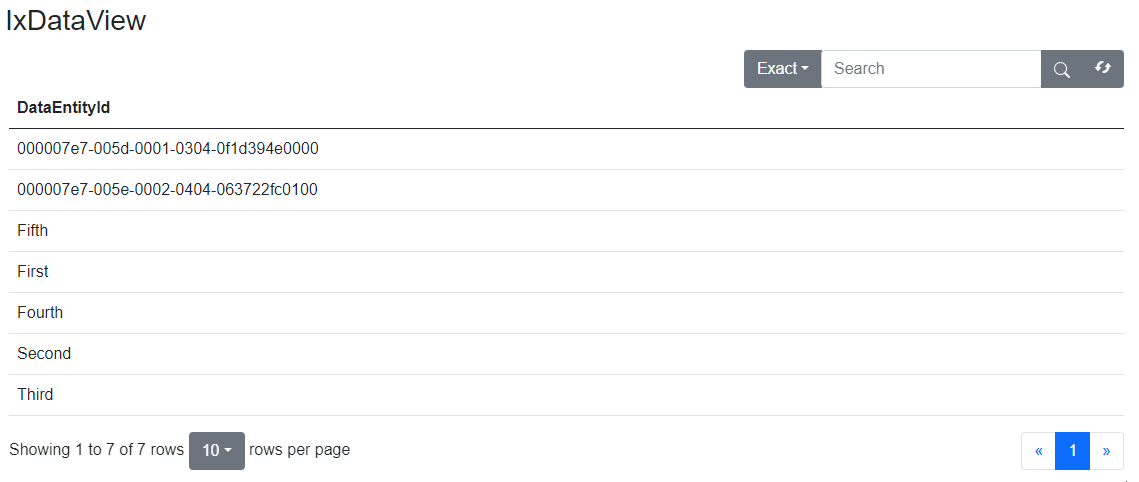 IxDataView
Exact Search
DataEntityId
000007e7-005d-0001-0304-0f1d394e0000
000007e7-005e-0002-0404-063722fc0100
Fifth
First
Fourth
Second
Third
Showing 1 to 7 of 7 rows 10 rows per page « 1 »